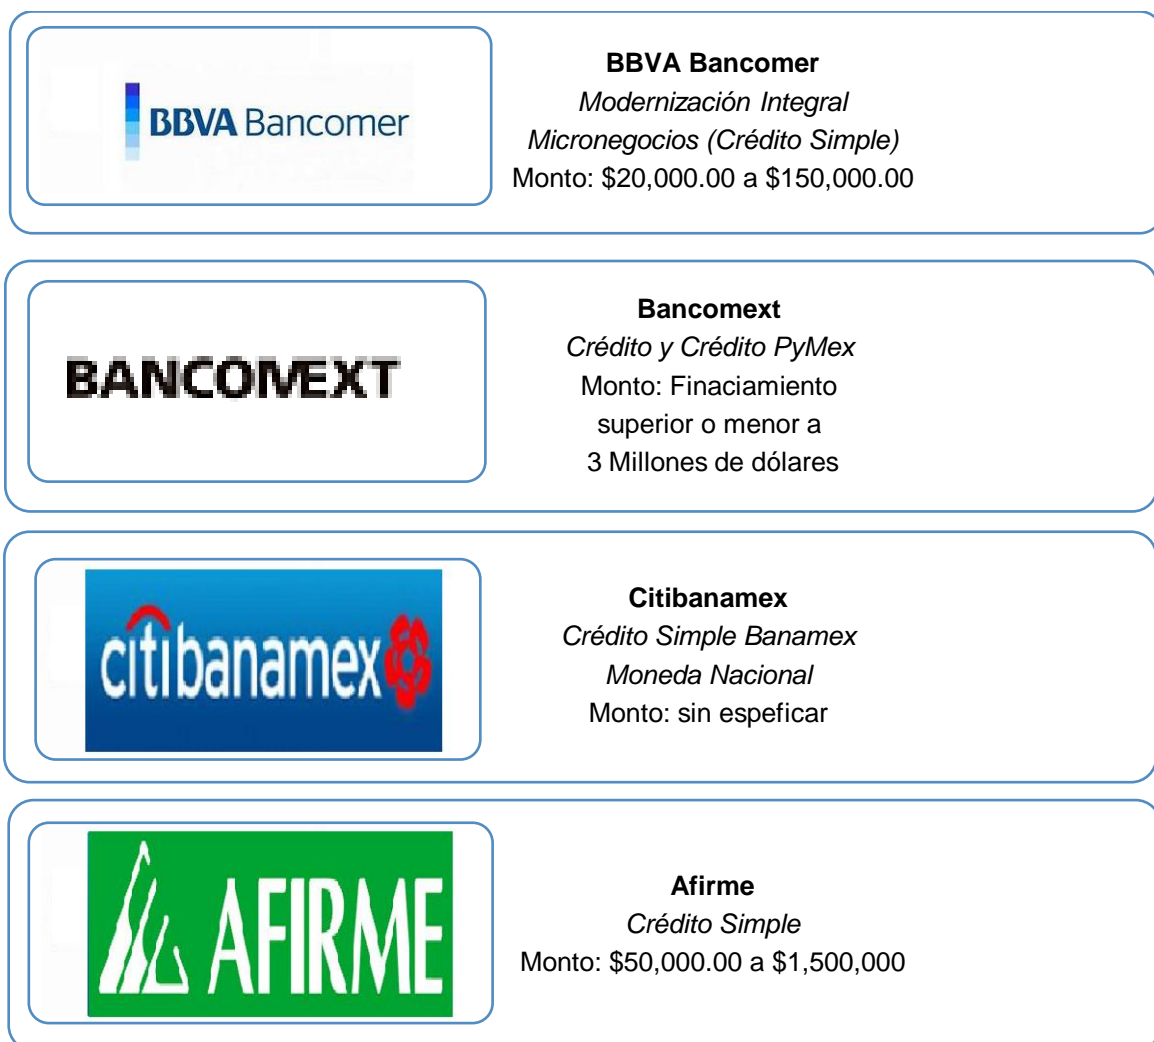 BBVA Bancomer
BBVA Bancomer
Modernización Integral
Micronegocios (Crédito Simple)
Monto: $20,000.00 a $150,000.00
BANCOMEXT
Bancomext
Crédito y Crédito PyMex
Monto: Finaciamiento
superior o menor a
3 Millones de dólares
citibanamex
Citibanamex
Crédito Simple Banamex
Moneda Nacional
Monto: sin espeficar
AFIRME
Afirme
Crédito Simple
Monto: $50,000.00 a $1,500,000